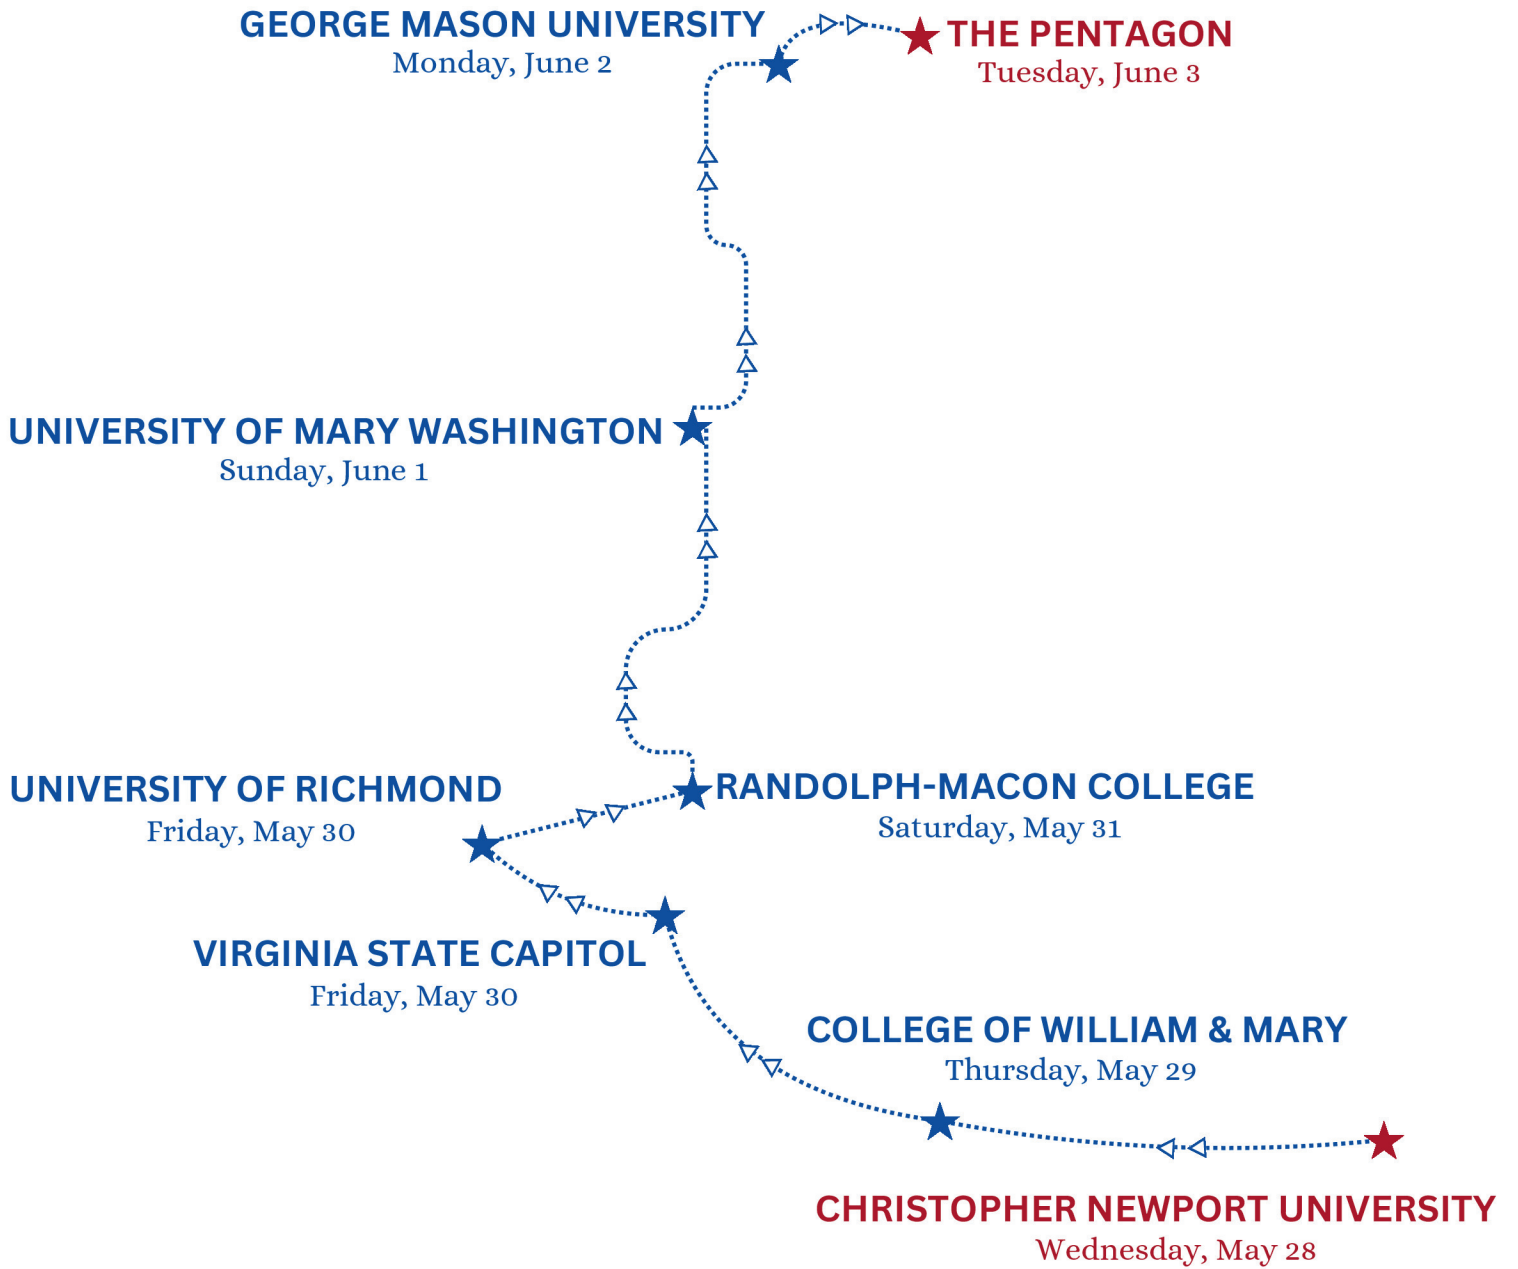 GEORGE MASON UNIVERSITY
Monday, June 2
THE PENTAGON
Tuesday, June 3
UNIVERSITY OF MARY WASHINGTON
Sunday, June 1
UNIVERSITY OF RICHMOND
Friday, May 30
RANDOLPH-MACON COLLEGE
Saturday, May 31
VIRGINIA STATE CAPITOL
Friday, May 30
COLLEGE OF WILLIAM & MARY
Thursday, May 29
CHRISTOPHER NEWPORT UNIVERSITY
Wednesday, May 28